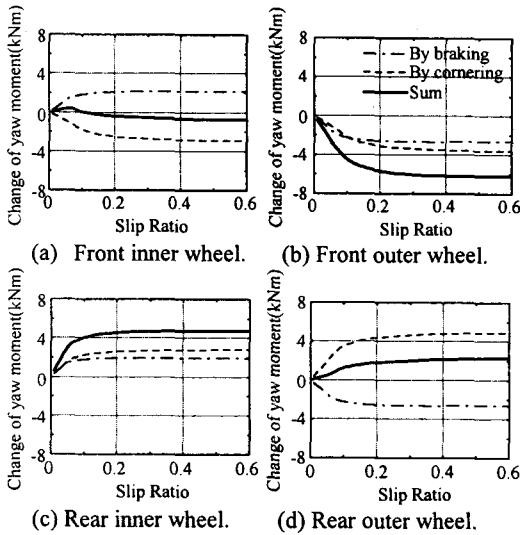 Change of yaw moment(kNm)
8
4
0
-4
-8
0
0.2
0.4
0.6
Slip Ratio
(a) Front inner wheel.
Change of yaw moment(kNm)
8
4
0
-4
-8
By braking
By cornering
Sum
0
0.2
0.4
0.6
Slip Ratio
(b) Front outer wheel.
Change of yaw moment(kNm)
8
4
0
-4
-8
0
0.2
0.4
0.6
Slip Ratio
(c) Rear inner wheel.
Change of yaw moment(kNm)
8
4
0
-4
-8
0
0.2
0.4
0.6
Slip Ratio
(d) Rear outer wheel.